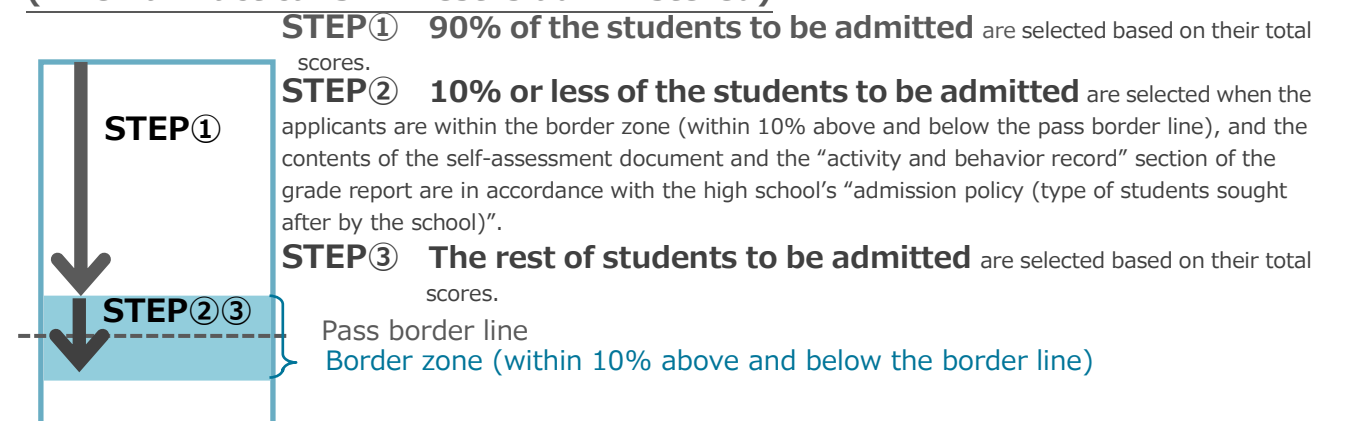 STEP① 90% of the students to be admitted are selected based on their total
scores.
STEP② 10% or less of the students to be admitted are selected when the
applicants are within the border zone (within 10% above and below the pass border line), and the
contents of the self-assessment document and the “activity and behavior record” section of the
grade report are in accordance with the high school’s “admission policy (type of students sought
after by the school)”.
STEP③ The rest of students to be admitted are selected based on their total
scores.
STEP①
STEP②③
Pass border line
Border zone (within 10% above and below the border line)